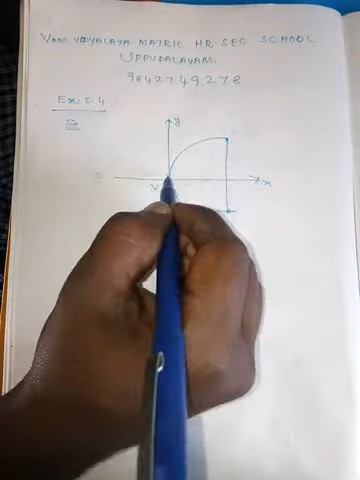 VANI VIDYALAYA MATRIC HR SEC SCHOOL
UPPUPALAYAM.
9842749278
Ex: 5.4
y
x
V